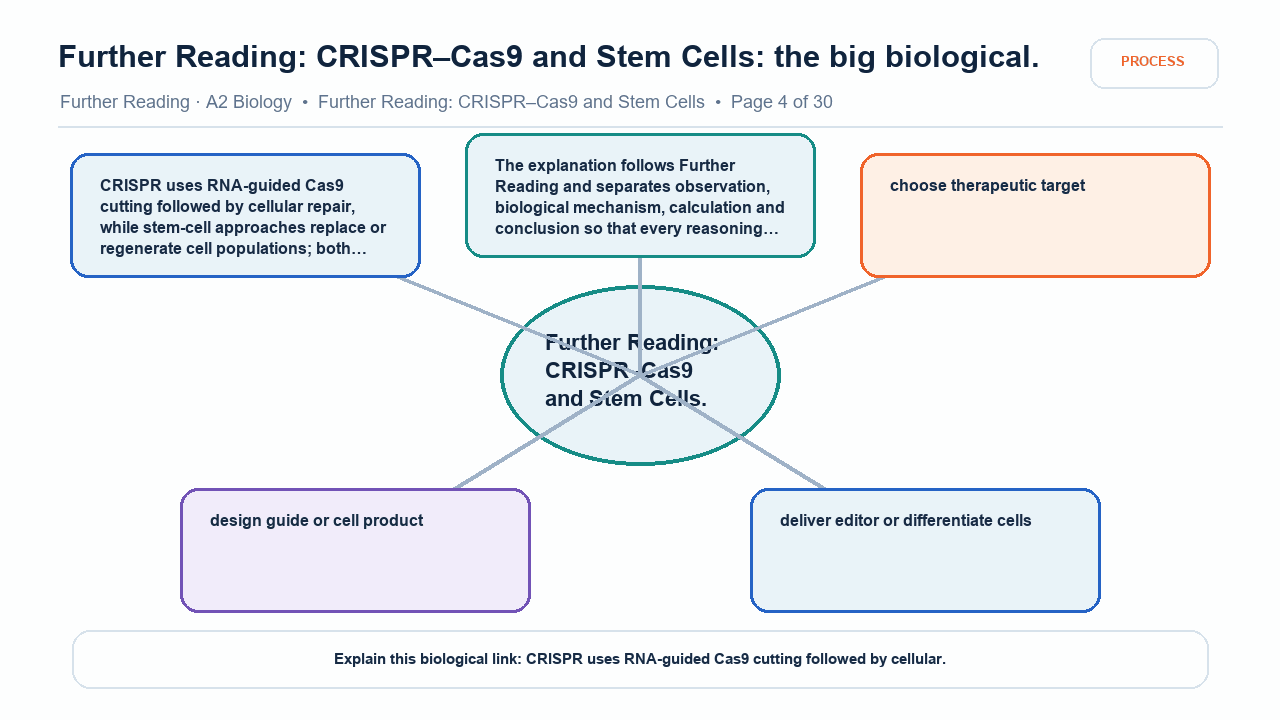 Further Reading: CRISPR–Cas9 and Stem Cells: the big biological.
PROCESS
Further Reading · A2 Biology • Further Reading: CRISPR–Cas9 and Stem Cells • Page 4 of 30
CRISPR uses RNA-guided Cas9
cutting followed by cellular repair,
while stem-cell approaches replace or
regenerate cell populations; both…
The explanation follows Further
Reading and separates observation,
biological mechanism, calculation and
conclusion so that every reasoning…
choose therapeutic target
Further Reading:
CRISPR–Cas9
and Stem Cells.
design guide or cell product
deliver editor or differentiate cells
Explain this biological link: CRISPR uses RNA-guided Cas9 cutting followed by cellular.